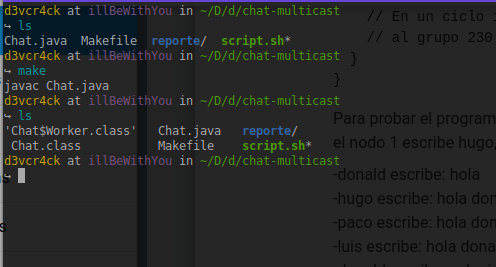 d3vcr4ck at illBeWithYou in ~/D/d/chat-multicast
↪ ls
Chat.java Makefile reporte/ script.sh*
d3vcr4ck at illBeWithYou in ~/D/d/chat-multicast
↪ make
javac Chat.java
d3vcr4ck at illBeWithYou in ~/D/d/chat-multicast
↪ ls
'Chat$Worker.class' Chat.java reporte/
Chat.class Makefile script.sh*
d3vcr4ck at illBeWithYou in ~/D/d/chat-multicast
↪
// En un ciclo i
// al grupo 230
}
}
Para probar el program
el nodo 1 escribe hugo,
-donald escribe: hola
-hugo escribe: hola don
-paco escribe: hola don
-luis escribe: hola dona